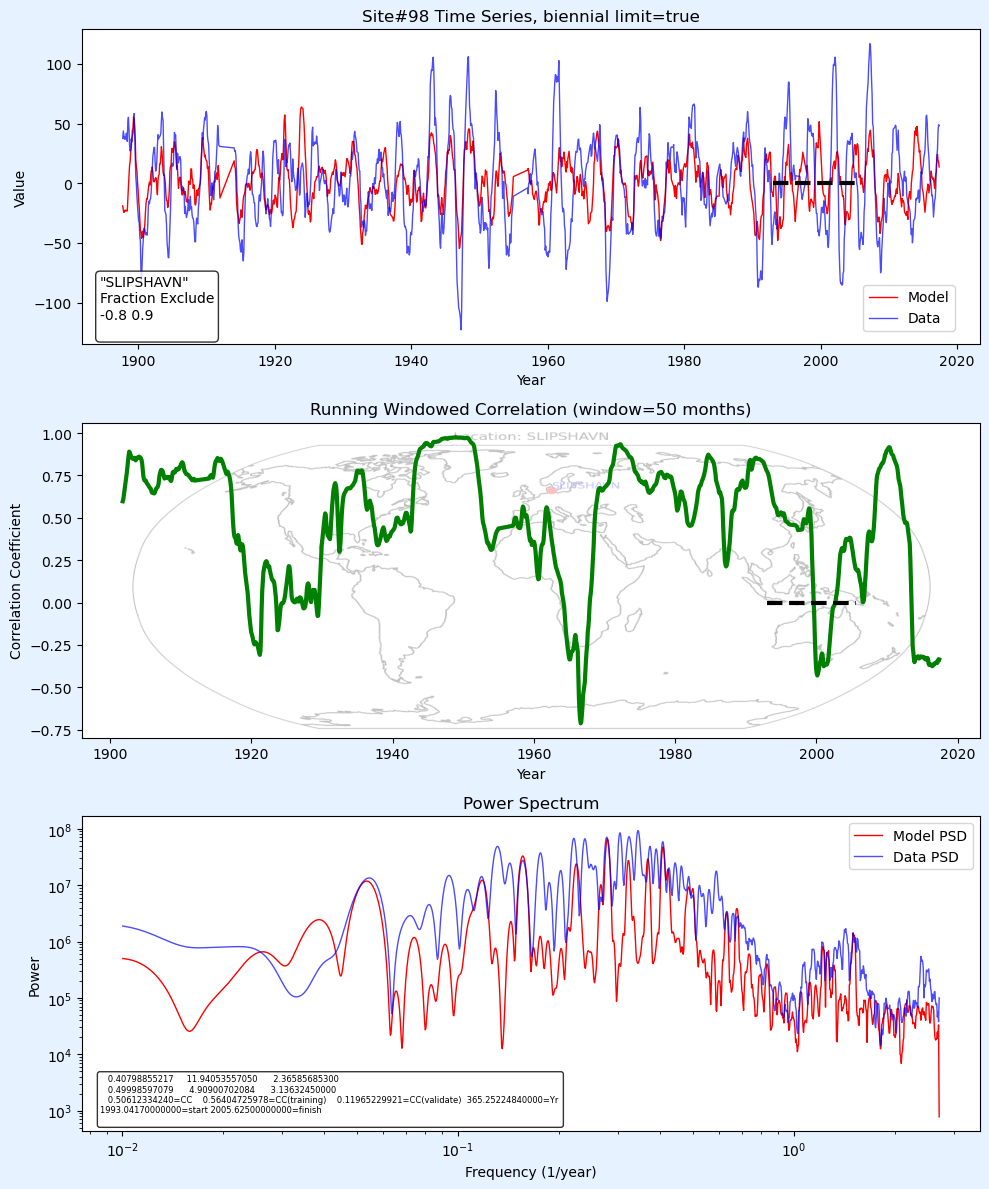 Site#98 Time Series, biennial limit=true
100
50
0
−50
−100
Value
"SLIPSHAVN"
Fraction Exclude
-0.8 0.9
Model
Data
1900
1920
1940
1960
1980
2000
2020
Year
Running Windowed Correlation (window=50 months)
Location: SLIPSHAVN
SLIPSHAVN
1.00
0.75
0.50
0.25
0.00
−0.25
−0.50
−0.75
Correlation Coefficient
1900
1920
1940
1960
1980
2000
2020
Year
Power Spectrum
Model PSD
Data PSD
10^8
10^7
10^6
10^5
10^4
10^3
Power
0.40798855217 11.94053557050 2.36585685300
0.49998597079 4.90900702084 3.13632450000
0.50612334240=CC 0.56404725978=CC(training) 0.11965229921=CC(validate) 365.25224840000=Yr
1993.04170000000=start 2005.62500000000=finish
10^−2
10^−1
10^0
Frequency (1/year)